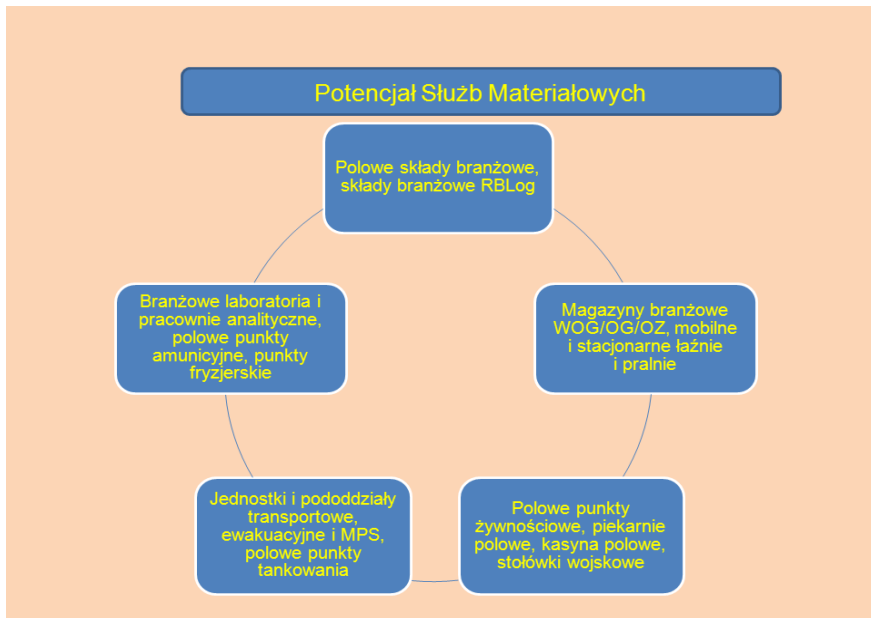 Potencjał Służb Materiałowych
Polowe składy branżowe,
składy branżowe RBLog
Magazyny branżowe
WOG/OG/OZ, mobilne
i stacjonarne łaźnie
i pralnie
Polowe punkty
żywnościowe, piekarnie
polowe, kasyna polowe,
stołówki wojskowe
Jednostki i pododdziały
transportowe,
ewakuacyjne i MPS,
polowe punkty
tankowania
Branżowe laboratoria i
pracownie analityczne,
polowe punkty
amunicyjne, punkty
fryzjerskie